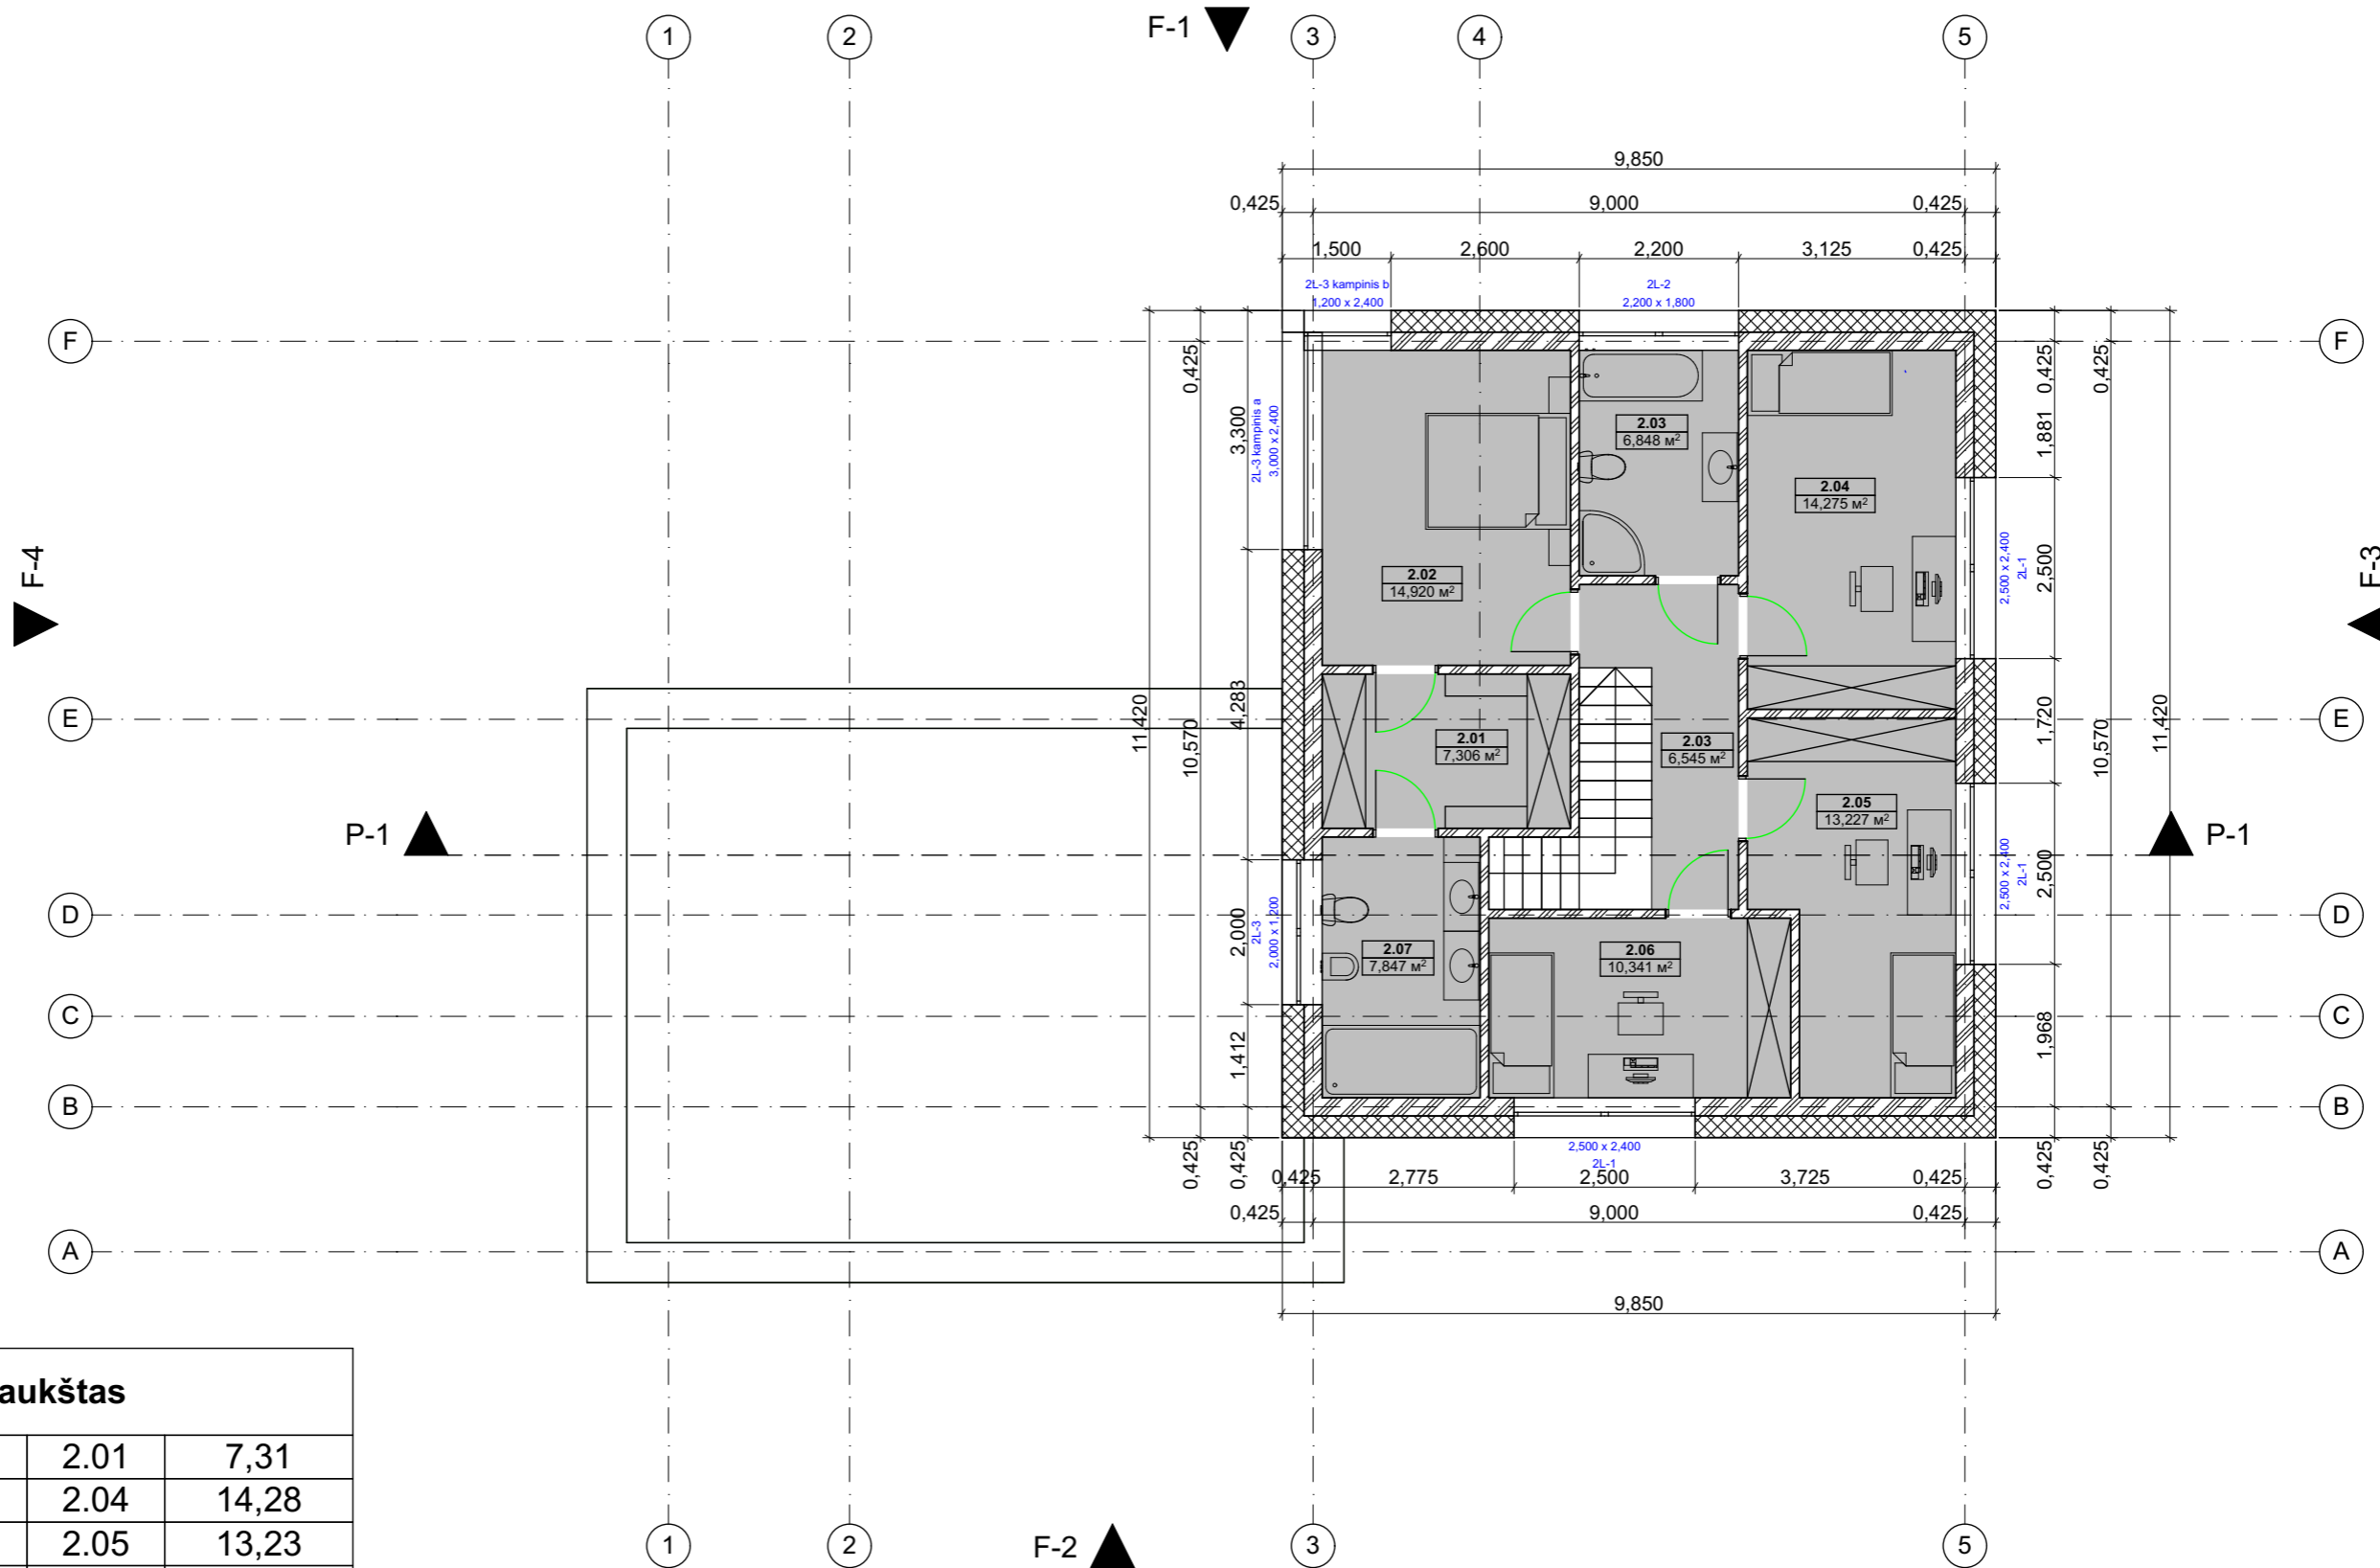 F-1
1
2
3
4
5
9,850
0,425
9,000
0,425
1,500
2,600
2,200
3,125
0,425
2L-3 kampinis b
1,200 x 2,400
2L-2
2,200 x 1,800
F
F
0,425
3,300
2L-3 kampinis a
3,000 x 2,400
2.03
6,848 м²
2.04
14,275 м²
0,425
1,881
0,425
F-4
F-3
2.02
14,920 м²
2,500 x 2,400
2L-1
2,500
E
E
11,420
10,570
4,283
2.01
7,306 м²
2.03
6,545 м²
1,720
10,570
11,420
P-1
P-1
2.05
13,227 м²
2,500 x 2,400
2L-1
2,500
D
D
2,000
2L-3
2,000 x 1,200
2.07
7,847 м²
2.06
10,341 м²
C
C
1,412
1,968
B
B
0,425
0,425
2,500 x 2,400
2L-1
0,425
0,425
0,425
2,775
2,500
3,725
0,425
0,425
9,000
0,425
A
A
9,850
aukštas
2.01 7,31
2.04 14,28
2.05 13,23
1
2
F-2
3
5